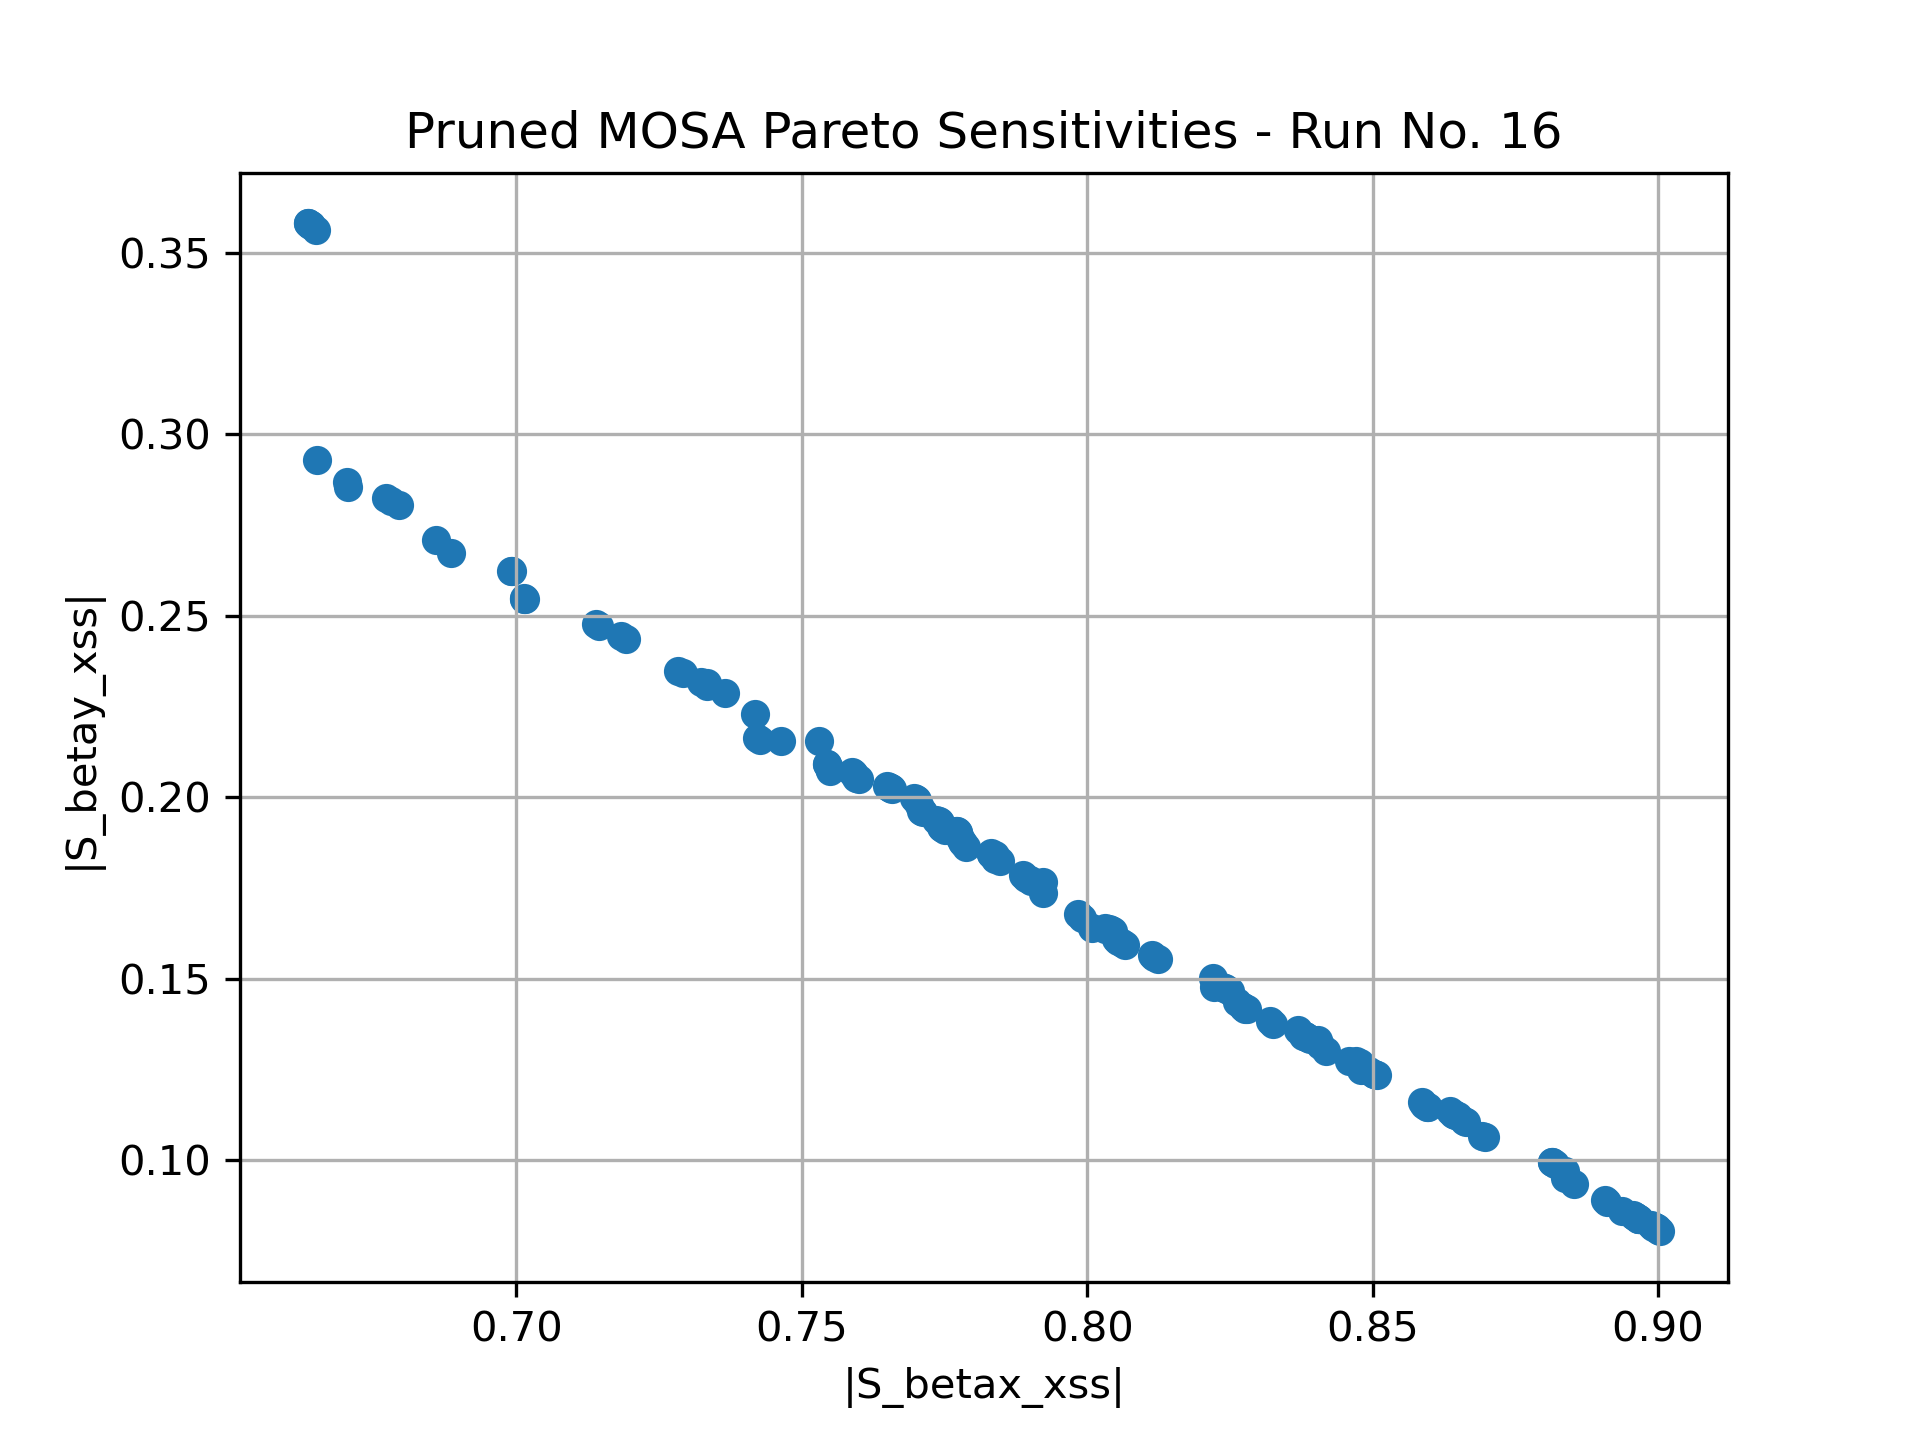 Pruned MOSA Pareto Sensitivities - Run No. 16
|S_betay_xss|
0.35
0.30
0.25
0.20
0.15
0.10
0.70 0.75 0.80 0.85 0.90
|S_betax_xss|